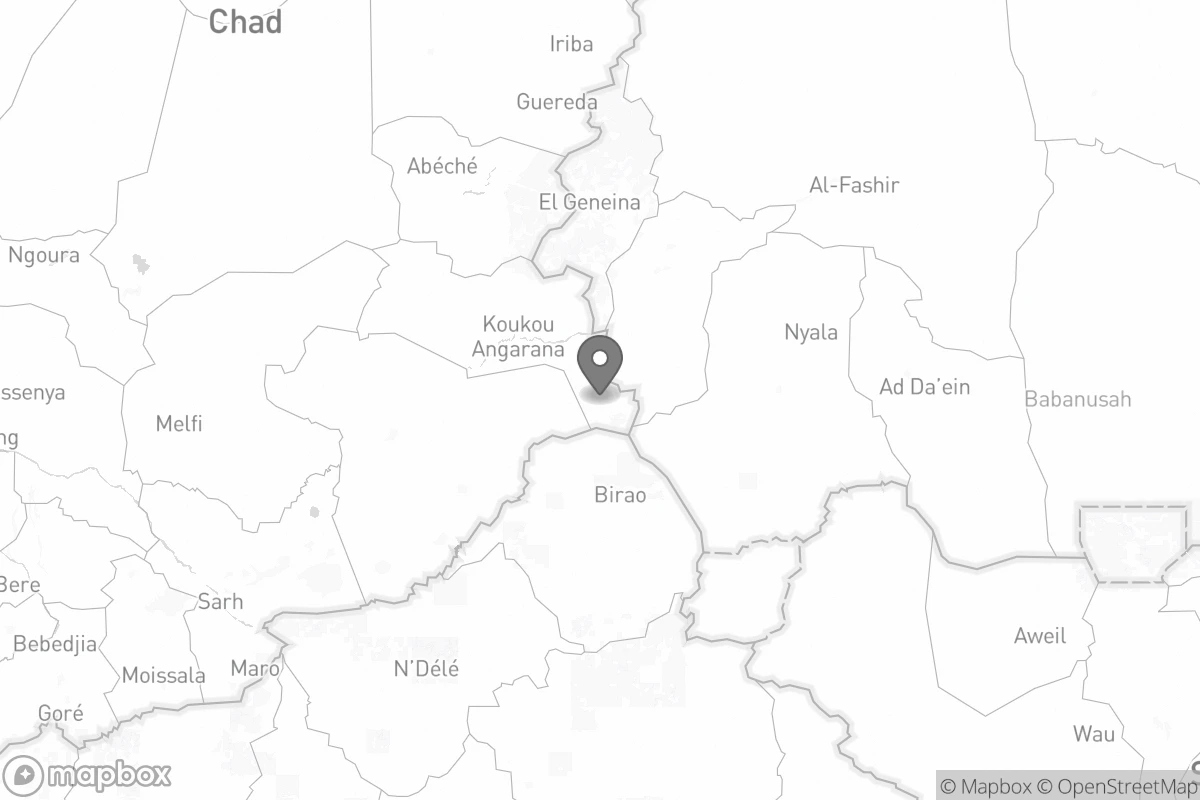 Chad
Iriba
Guereda
Abéché
Al-Fashir
El Geneina
Ngoura
Koukou
Angarana
Nyala
Ad Da'ein
ssenya
Babanusah
Melfi
ng
Birao
Bere
Sarh
Aweil
Bebedjia
Maro
N'Délé
Moissala
Goré
Wau
S
mapbox
© Mapbox © OpenStreetMap